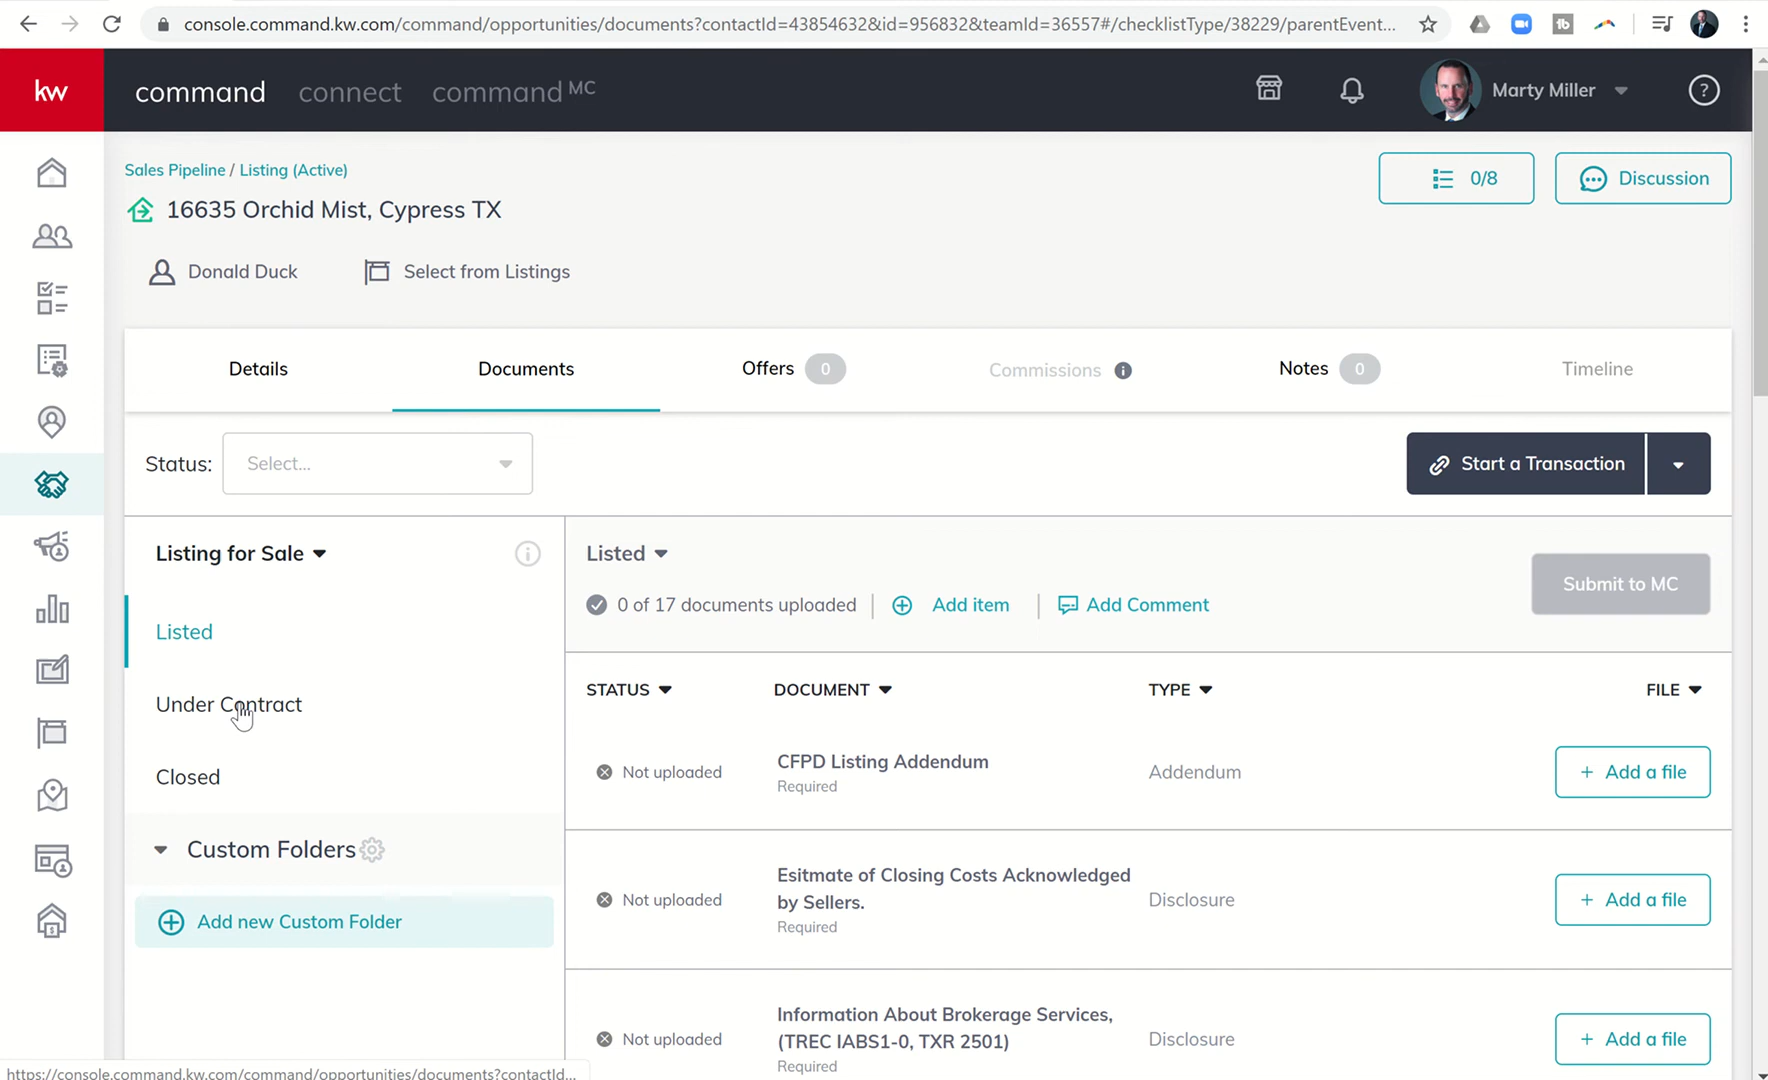 console.command.kw.com/command/opportunities/documents?contactId=43854632&id=956832&teamId=36557#/checklistType/38229/parentEvent...
kw
command connect command MC
Marty Miller
?
Sales Pipeline / Listing (Active)
0/8
Discussion
16635 Orchid Mist, Cypress TX
Donald Duck Select from Listings
Details Documents Offers 0 Commissions i Notes 0 Timeline
Status: Select... Start a Transaction
Listing for Sale i
Listed
Under Contract
Closed
Custom Folders
Add new Custom Folder
Listed
0 of 17 documents uploaded Add item Add Comment
Submit to MC
STATUS DOCUMENT TYPE FILE
Not uploaded CFPD Listing Addendum Addendum + Add a file
Required
Not uploaded Esitmate of Closing Costs Acknowledged Disclosure + Add a file
by Sellers.
Required
Not uploaded Information About Brokerage Services, Disclosure + Add a file
(TREC IABS1-0, TXR 2501)
Required
https://console.command.kw.com/command/opportunities/documents?contactId...